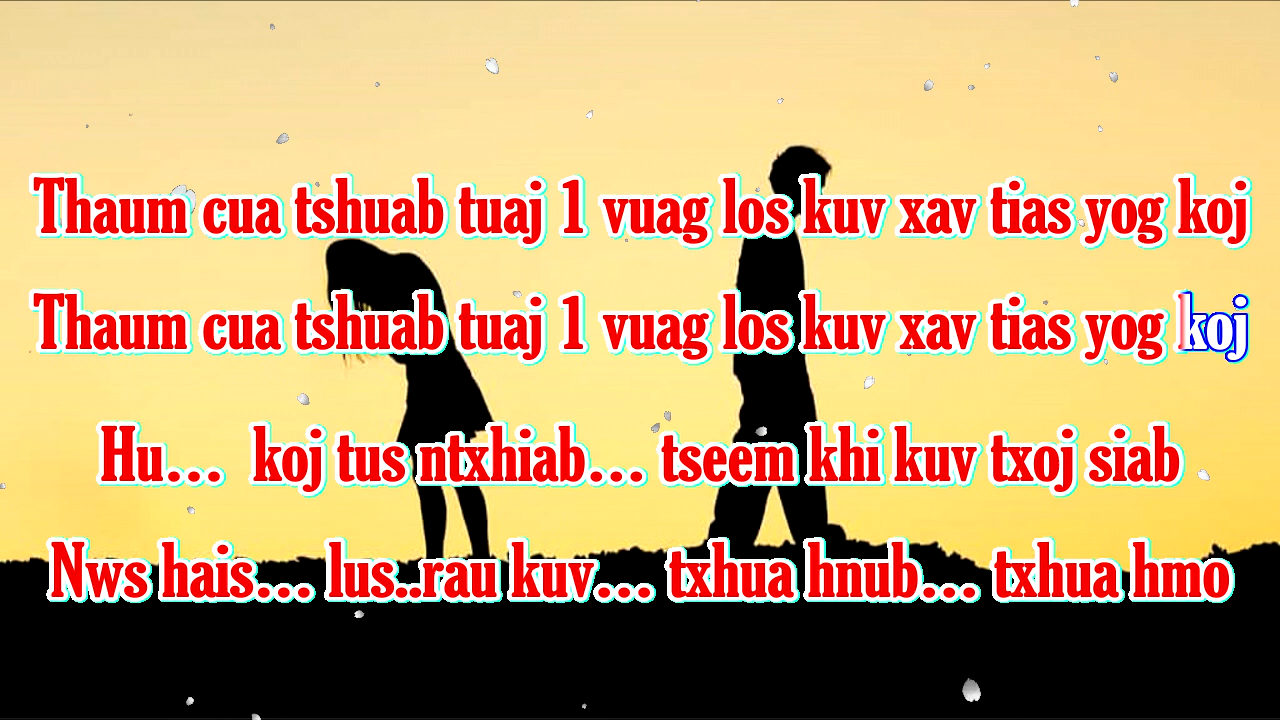 Thaum cua tshuab tuaj 1 vuag los kuv xav tias yog koj
Thaum cua tshuab tuaj 1 vuag los kuv xav tias yog koj
Hu... koj tus ntxhiab... tseem khi kuv txoj siab
Nws hais... lus..rau kuv... txhua hnub... txhua hmo